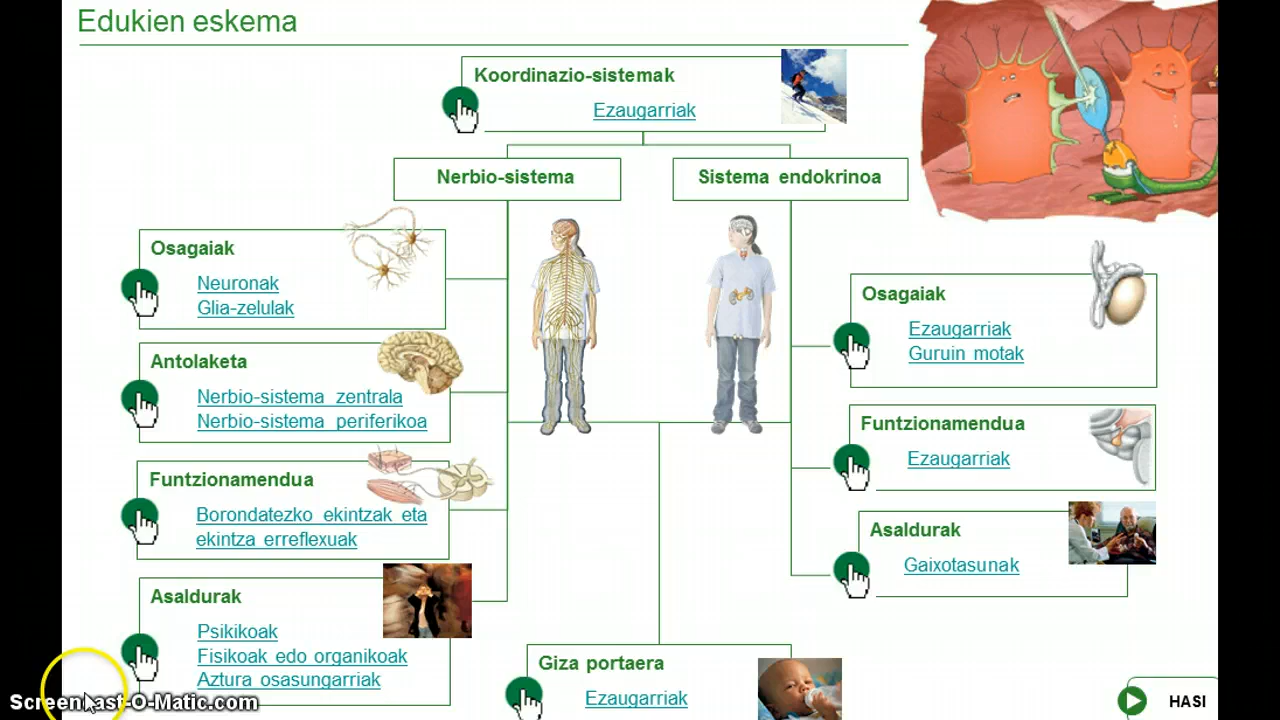 Edukien eskema
Koordinazio-sistemak
Ezaugarriak
Nerbio-sistema
Sistema endokrinoa
Osagaiak
Neuronak
Glia-zelulak
Antolaketa
Nerbio-sistema zentrala
Nerbio-sistema periferikoa
Funtzionamendua
Borondatezko ekintzak eta
ekintza erreflexuak
Asaldurak
Psikikoak
Fisikoak edo organikoak
Aztura osasungarriak
Osagaiak
Ezaugarriak
Guruin motak
Funtzionamendua
Ezaugarriak
Asaldurak
Gaixotasunak
Giza portaera
Ezaugarriak
HASI
Screencast-O-Matic.com